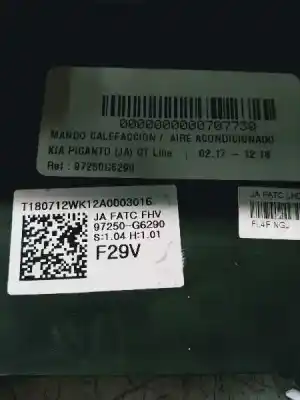 0000000000707730
MANDO CALEFACCION / AIRE ACONDICIONADO
KIA PICANTO (JA) GT Line | 02.17 - 12.18
Ref.: 97250G6290
T180712WK12A0003016
JA FATC FHV
97250-G6290
S:1.04 H:1.01
F29V
JA FATC LHD